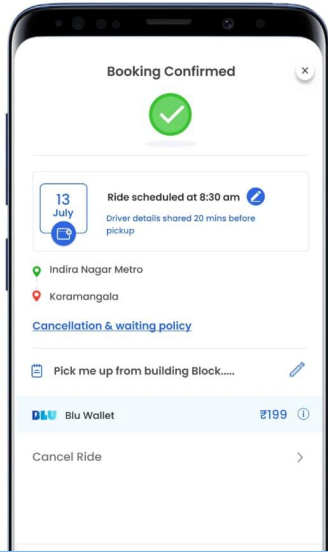 Booking Confirmed
13
July
Ride scheduled at 8:30 am
Driver details shared 20 mins before
pickup
Indira Nagar Metro
Koramangala
Cancellation & waiting policy
Pick me up from building Block.....
BLU Blu Wallet ₹199
Cancel Ride